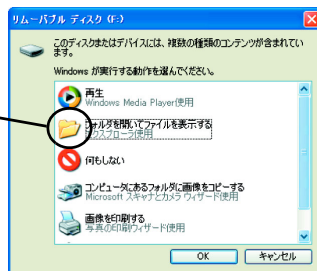 リムーバブル ディスク (F:)
このディスクまたはデバイスには、複数の種類のコンテンツが含まれてい
ます。
Windows が実行する動作を選んでください。
再生
Windows Media Player使用
フォルダを開いてファイルを表示する
エクスプローラ使用
何もしない
コンピュータにあるフォルダに画像をコピーする
Microsoft スキャナとカメラ ウィザード使用
画像を印刷する
写真の印刷ウィザード使用
OK
キャンセル